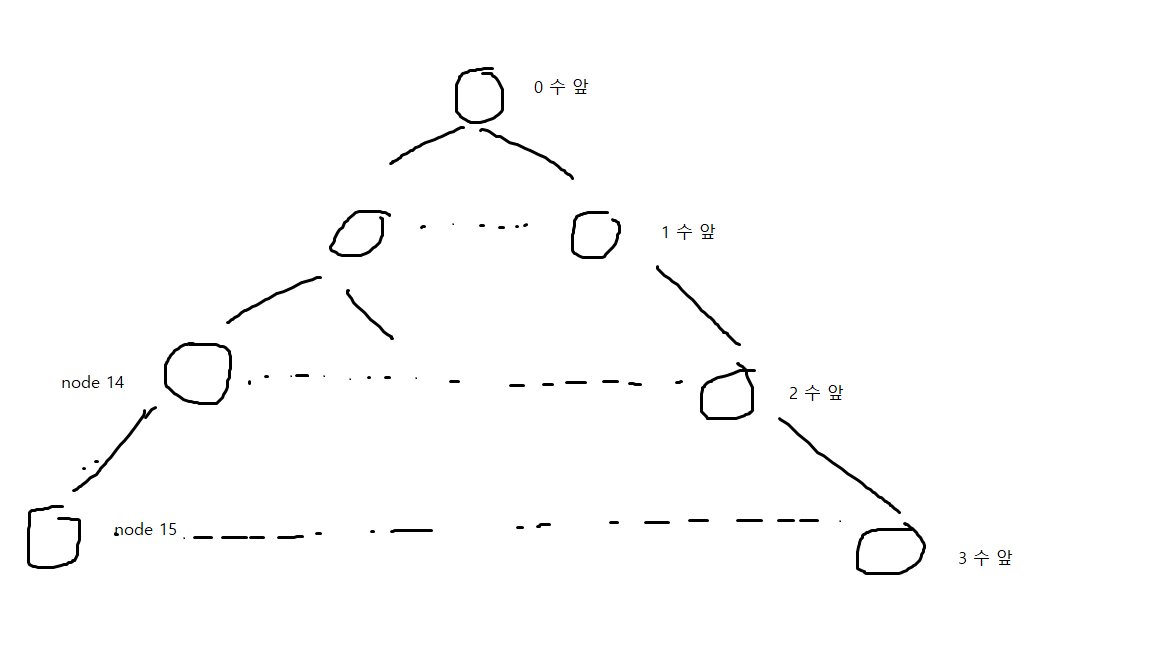 0 수 앞
1 수 앞
node 14
2 수 앞
node 15
3 수 앞